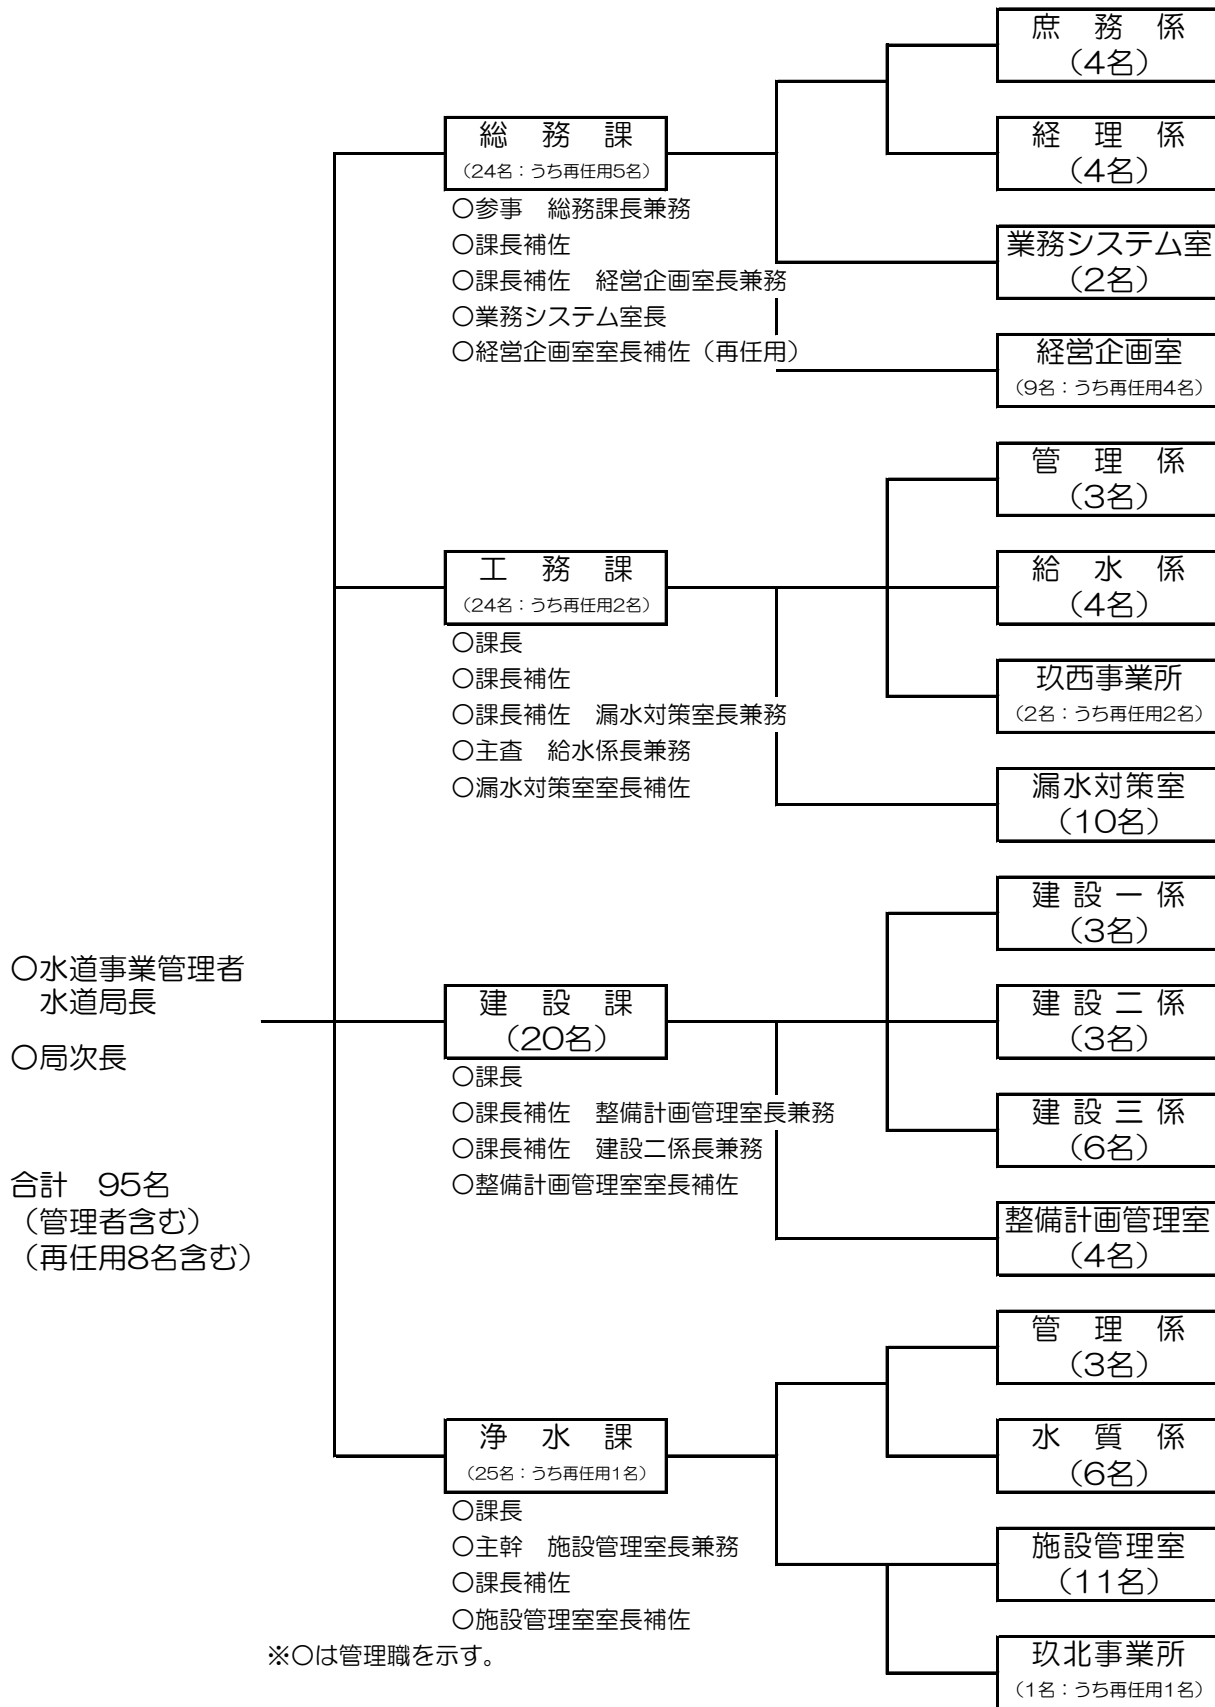 ○水道事業管理者
水道局長
○局次長
合計　95名
（管理者含む）
（再任用8名含む）
総　務　課
（24名：うち再任用5名）
○参事　総務課長兼務
○課長補佐
○課長補佐　経営企画室長兼務
○業務システム室長
○経営企画室室長補佐（再任用）
庶　務　係
（4名）
経　理　係
（4名）
業務システム室
（2名）
経営企画室
（9名：うち再任用4名）
工　務　課
（24名：うち再任用2名）
○課長
○課長補佐
○課長補佐　漏水対策室長兼務
○主査　給水係長兼務
○漏水対策室室長補佐
管　理　係
（3名）
給　水　係
（4名）
玖西事業所
（2名：うち再任用2名）
漏水対策室
（10名）
建　設　課
（20名）
○課長
○課長補佐　整備計画管理室長兼務
○課長補佐　建設二係長兼務
○整備計画管理室室長補佐
建 設 一 係
（3名）
建 設 二 係
（3名）
建 設 三 係
（6名）
整備計画管理室
（4名）
浄　水　課
（25名：うち再任用1名）
○課長
○主幹　施設管理室長兼務
○課長補佐
○施設管理室室長補佐
管　理　係
（3名）
水　質　係
（6名）
施設管理室
（11名）
玖北事業所
（1名：うち再任用1名）
※○は管理職を示す。